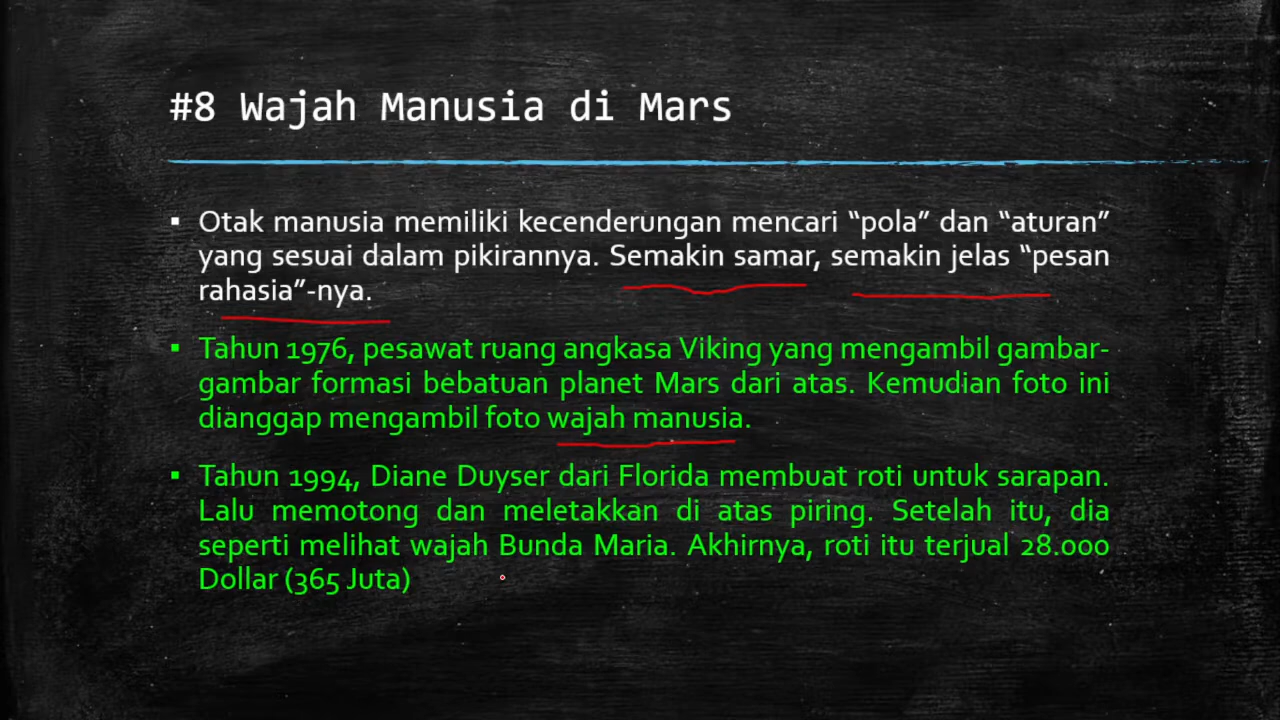 #8 Wajah Manusia di Mars
▪ Otak manusia memiliki kecenderungan mencari “pola” dan “aturan”
yang sesuai dalam pikirannya. Semakin samar, semakin jelas “pesan
rahasia”-nya.
▪ Tahun 1976, pesawat ruang angkasa Viking yang mengambil gambar-
gambar formasi bebatuan planet Mars dari atas. Kemudian foto ini
dianggap mengambil foto wajah manusia.
▪ Tahun 1994, Diane Duyser dari Florida membuat roti untuk sarapan.
Lalu memotong dan meletakkan di atas piring. Setelah itu, dia
seperti melihat wajah Bunda Maria. Akhirnya, roti itu terjual 28.000
Dollar (365 Juta)